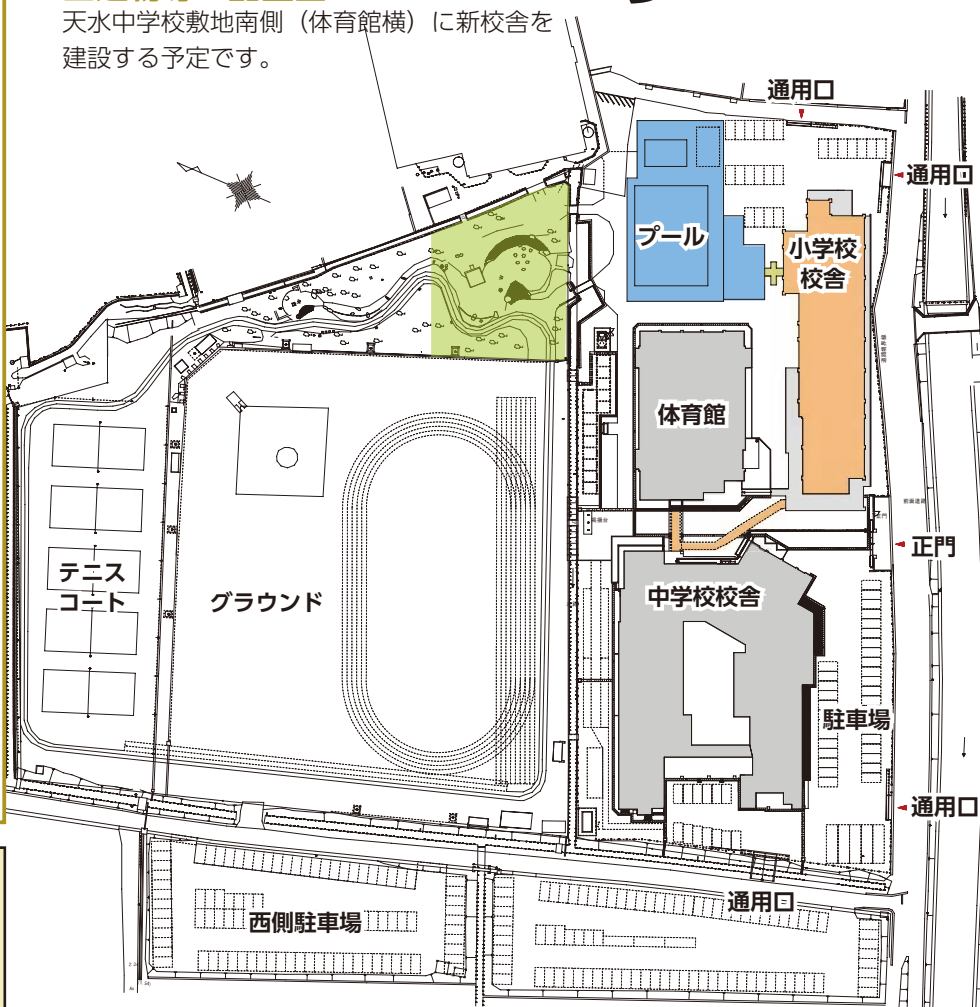 天水中学校敷地南側(体育館横)に新校舎を
建設する予定です。
通用口
通用口
プール
小学校
校舎
体育館
正門
テニス
コート
グラウンド
中学校校舎
駐車場
通用口
通用口
西側駐車場